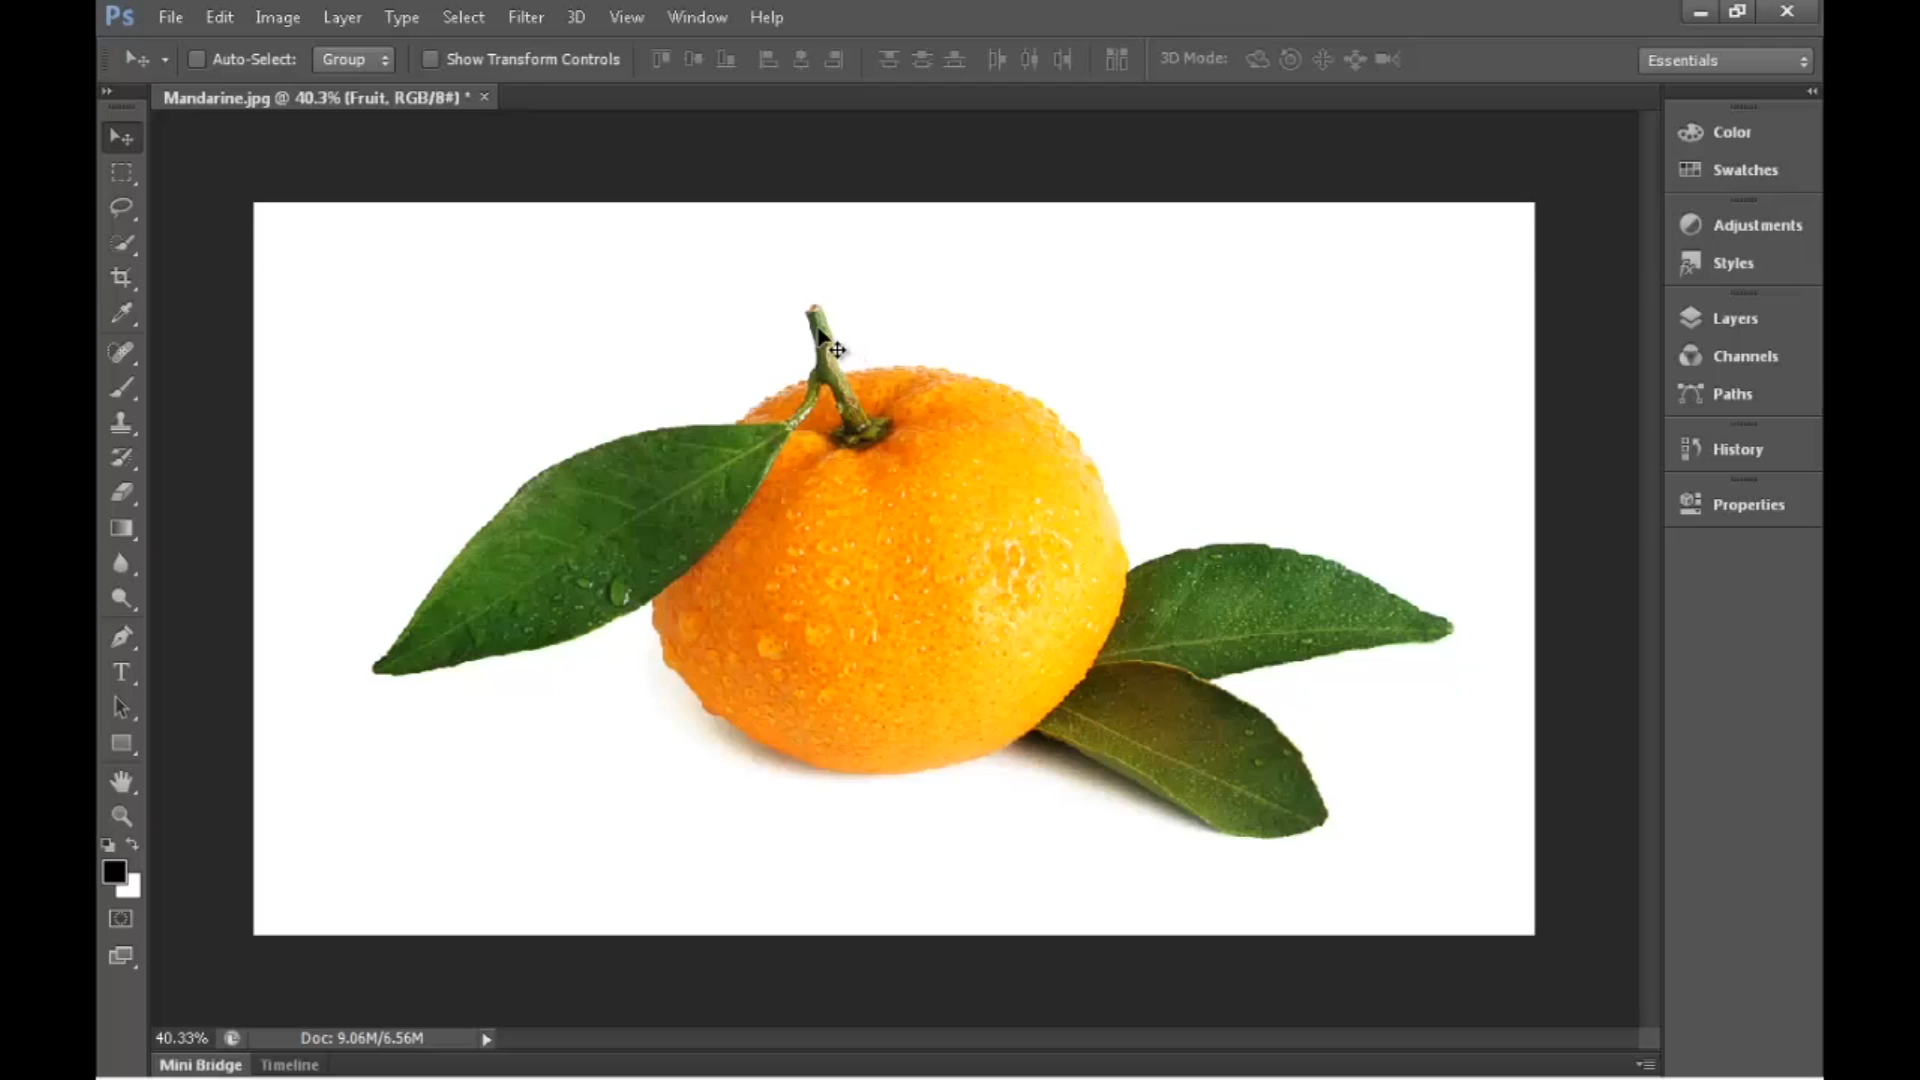 Ps File Edit Image Layer Type Select Filter 3D View Window Help
Auto-Select: Group Show Transform Controls 3D Mode: Essentials
Mandarine.jpg @ 40.3% (Fruit, RGB/8#) * ×
Color
Swatches
Adjustments
Styles
Layers
Channels
Paths
History
Properties
40.33% Doc: 9.06M/6.56M
Mini Bridge Timeline